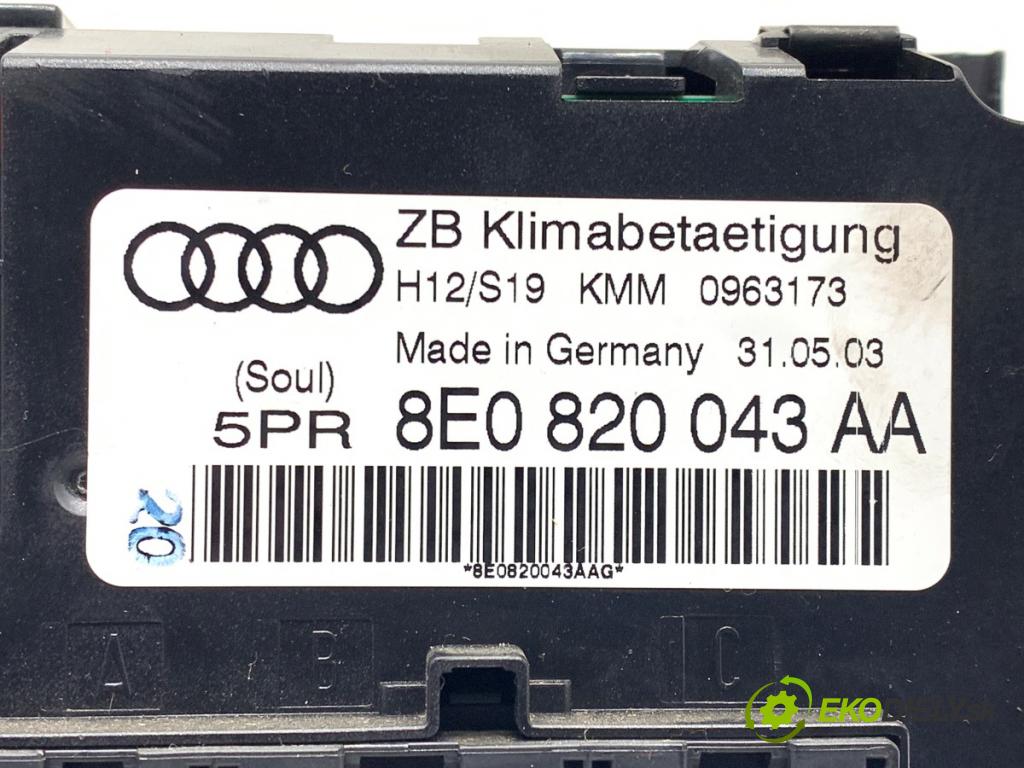 ZB Klimabetaetigung
H12/S19 KMM 0963173
Made in Germany 31.05.03
(Soul)
5PR 8E0 820 043 AA
20
*8E0820043AAG*
A B C
EKO